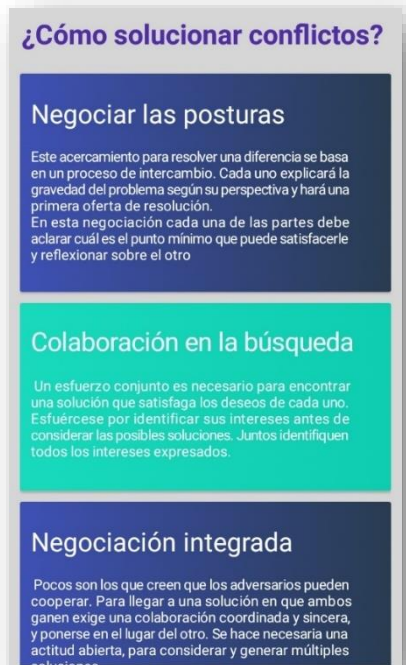 ¿Cómo solucionar conflictos?
Negociar las posturas
Este acercamiento para resolver una diferencia se basa
en un proceso de intercambio. Cada uno explicará la
gravedad del problema según su perspectiva y hará una
primera oferta de resolución.
En esta negociación cada una de las partes debe
aclarar cuál es el punto mínimo que puede satisfacerle
y reflexionar sobre el otro
Colaboración en la búsqueda
Un esfuerzo conjunto es necesario para encontrar
una solución que satisfaga los deseos de cada uno.
Esfuércese por identificar sus intereses antes de
considerar las posibles soluciones. Juntos identifiquen
todos los intereses expresados.
Negociación integrada
Pocos son los que creen que los adversarios pueden
cooperar. Para llegar a una solución en que ambos
ganen exige una colaboración coordinada y sincera,
y ponerse en el lugar del otro. Se hace necesaria una
actitud abierta, para considerar y generar múltiples